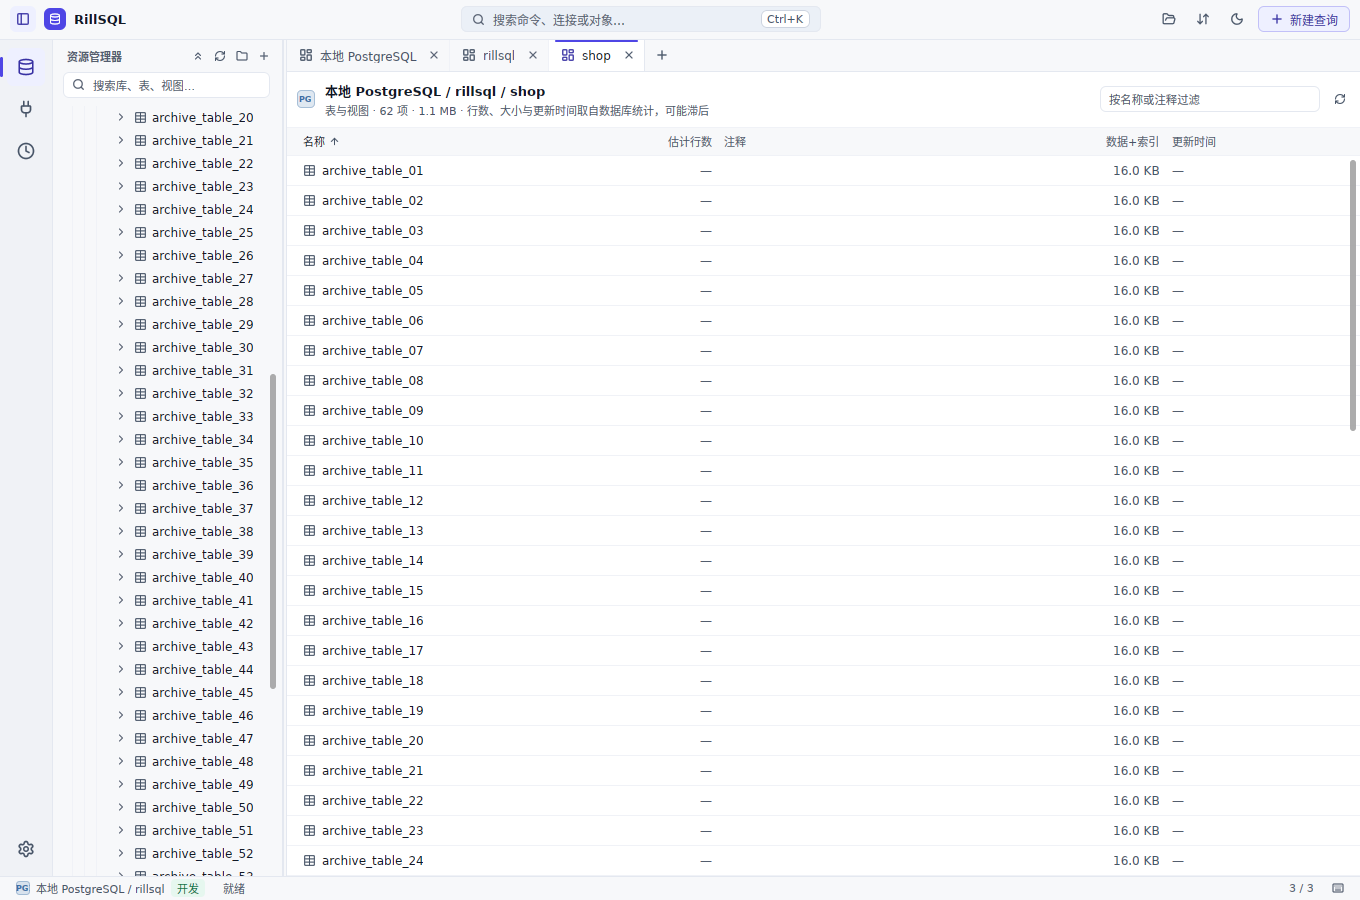 RillSQL
搜索命令、连接或对象...
Ctrl+K
新建查询
资源管理器
搜索库、表、视图...
archive_table_20
archive_table_21
archive_table_22
archive_table_23
archive_table_24
archive_table_25
archive_table_26
archive_table_27
archive_table_28
archive_table_29
archive_table_30
archive_table_31
archive_table_32
archive_table_33
archive_table_34
archive_table_35
archive_table_36
archive_table_37
archive_table_38
archive_table_39
archive_table_40
archive_table_41
archive_table_42
archive_table_43
archive_table_44
archive_table_45
archive_table_46
archive_table_47
archive_table_48
archive_table_49
archive_table_50
archive_table_51
archive_table_52
本地 PostgreSQL
rillsql
shop
PG
本地 PostgreSQL / rillsql / shop
表与视图 · 62 项 · 1.1 MB · 行数、大小与更新时间取自数据库统计，可能滞后
按名称或注释过滤
名称 估计行数 注释 数据+索引 更新时间
archive_table_01 — 16.0 KB —
archive_table_02 — 16.0 KB —
archive_table_03 — 16.0 KB —
archive_table_04 — 16.0 KB —
archive_table_05 — 16.0 KB —
archive_table_06 — 16.0 KB —
archive_table_07 — 16.0 KB —
archive_table_08 — 16.0 KB —
archive_table_09 — 16.0 KB —
archive_table_10 — 16.0 KB —
archive_table_11 — 16.0 KB —
archive_table_12 — 16.0 KB —
archive_table_13 — 16.0 KB —
archive_table_14 — 16.0 KB —
archive_table_15 — 16.0 KB —
archive_table_16 — 16.0 KB —
archive_table_17 — 16.0 KB —
archive_table_18 — 16.0 KB —
archive_table_19 — 16.0 KB —
archive_table_20 — 16.0 KB —
archive_table_21 — 16.0 KB —
archive_table_22 — 16.0 KB —
archive_table_23 — 16.0 KB —
archive_table_24 — 16.0 KB —
PG 本地 PostgreSQL / rillsql 开发 就绪
3 / 3